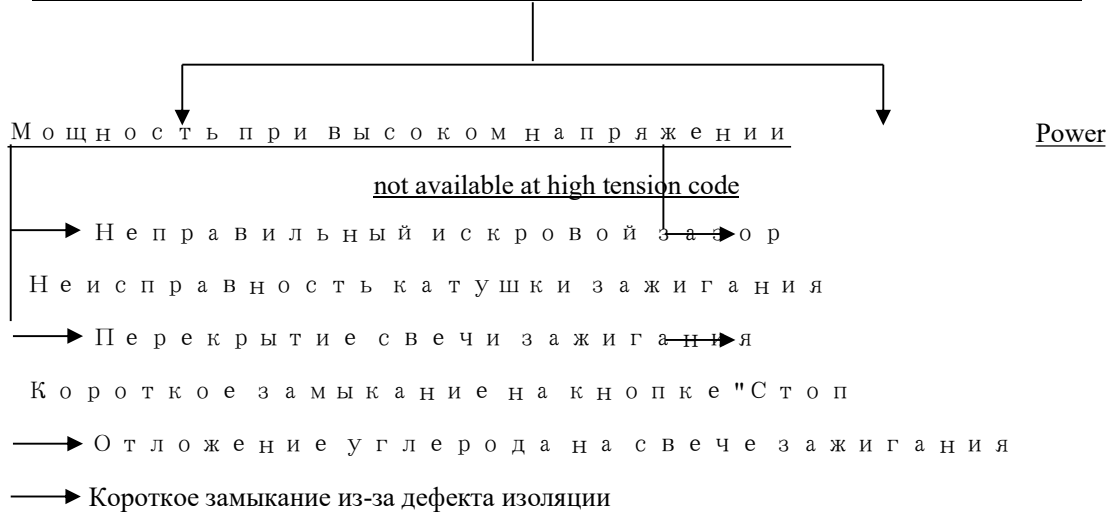 Мощность при высоком напряжении Power
not available at high tension code
Неправильный искровой зазор
Неисправность катушки зажигания
Перекрытие свечи зажигания
Короткое замыкание на кнопке "Стоп
Отложение углерода на свече зажигания
Короткое замыкание из-за дефекта изоляции